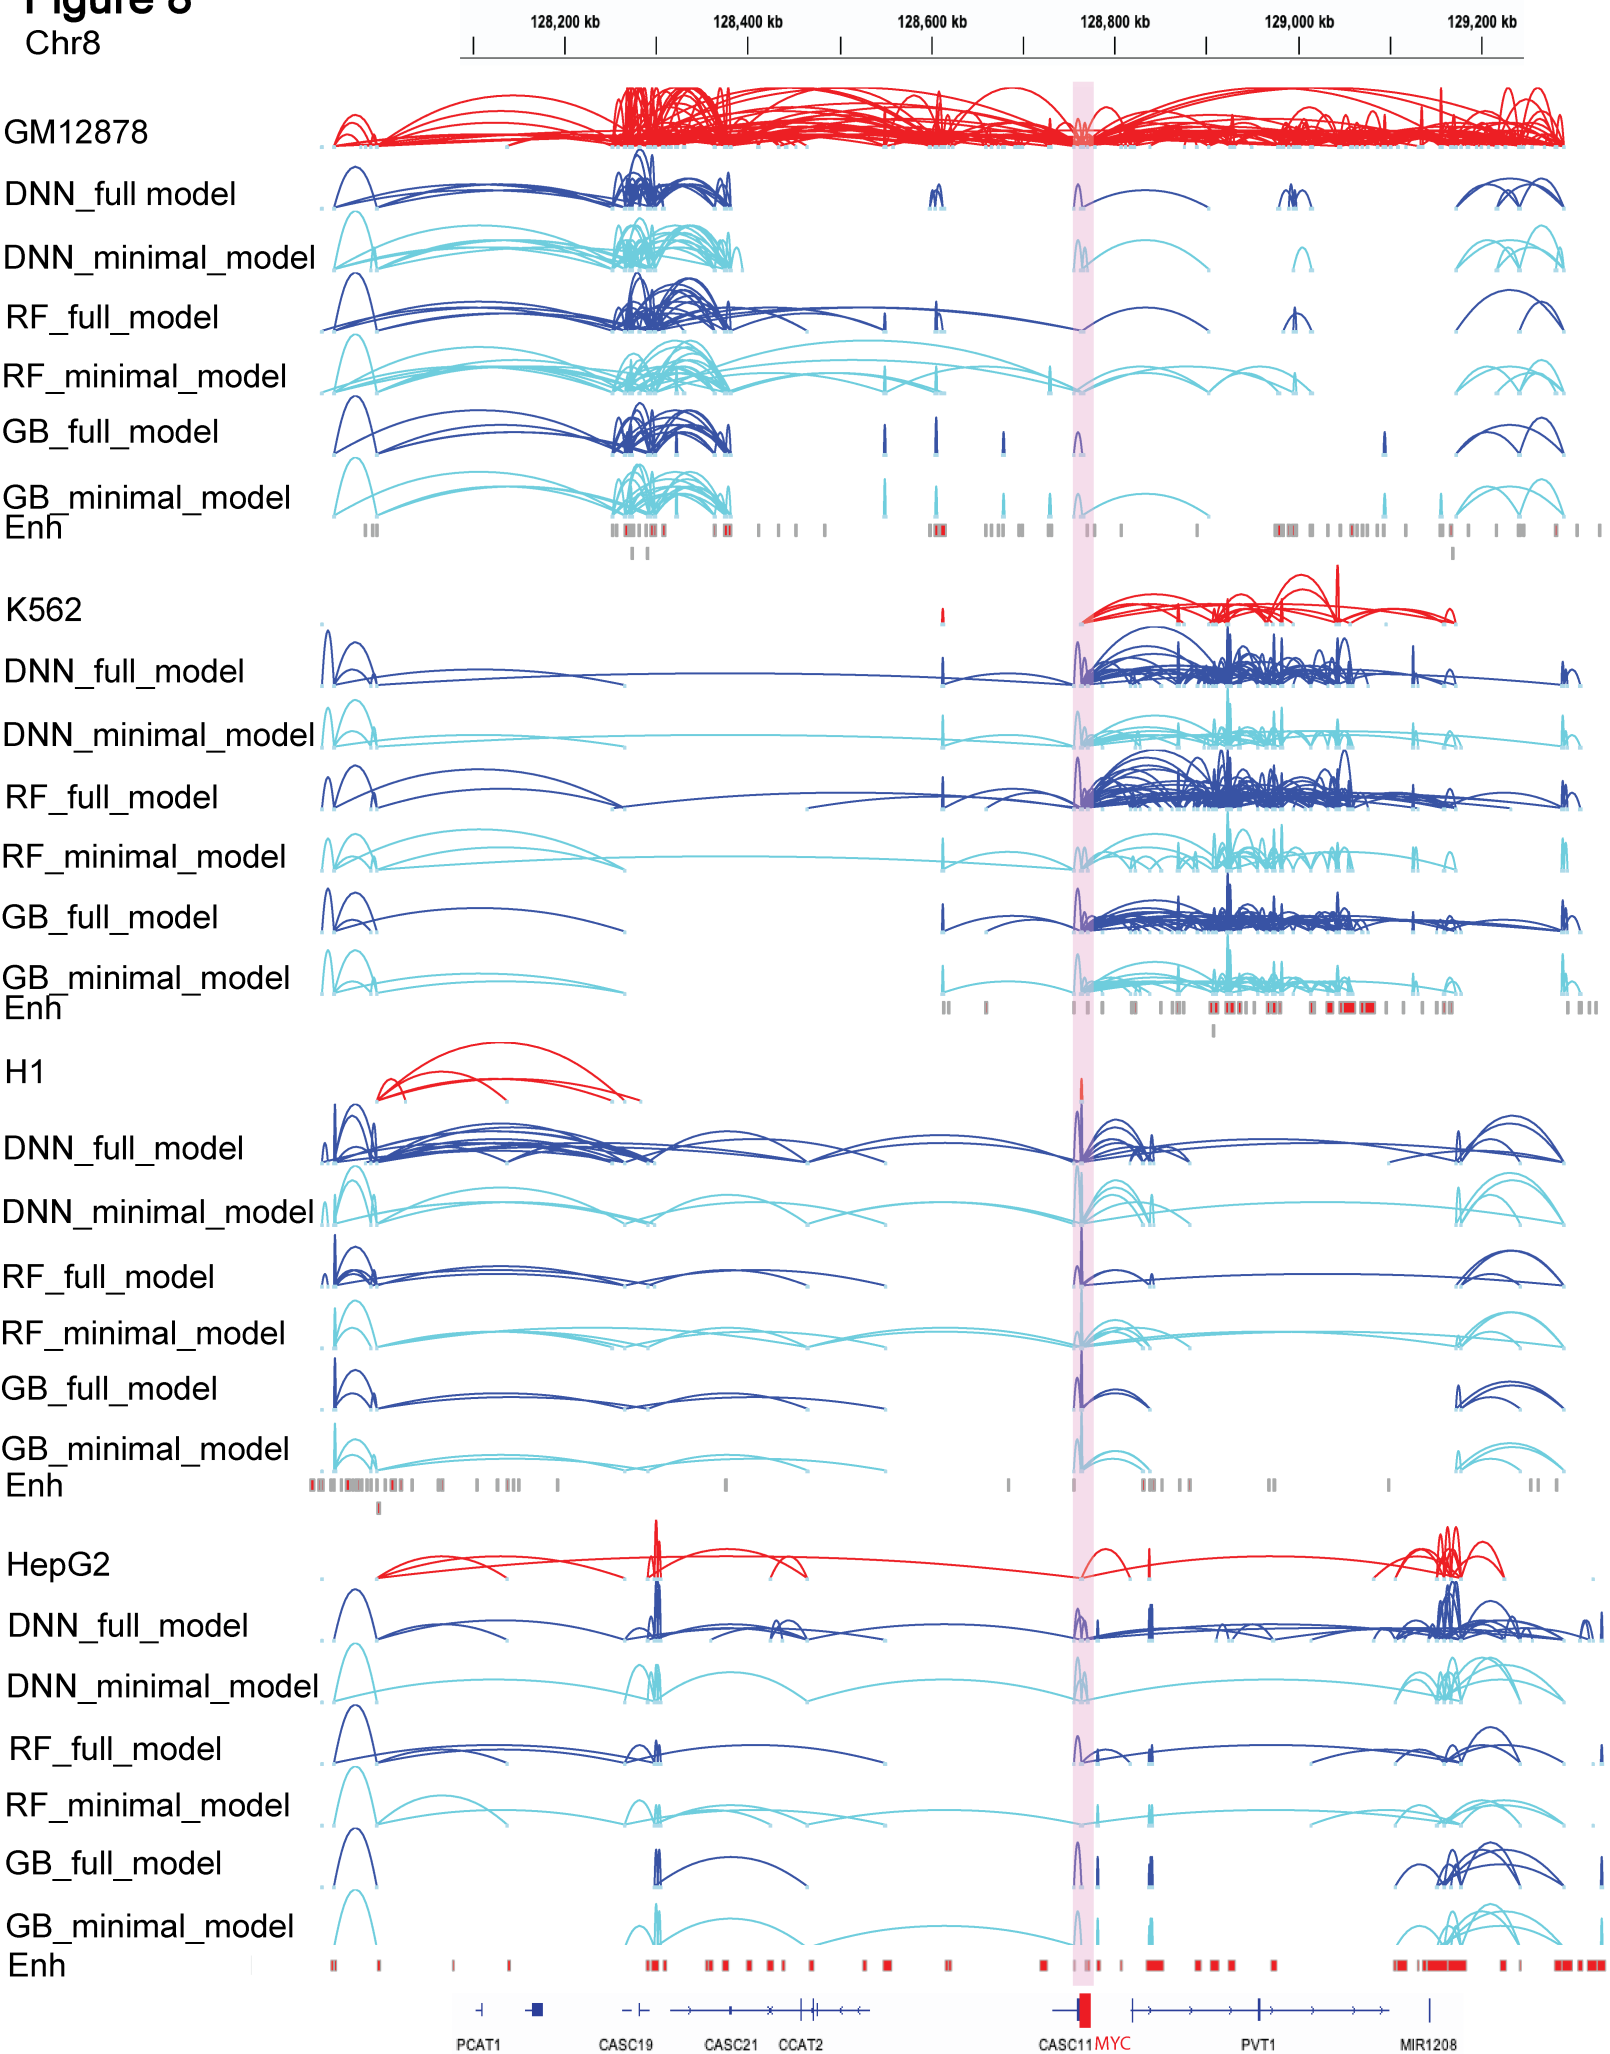 Figure 8
128,200 kb 128,400 kb 128,600 kb 128,800 kb 129,000 kb 129,200 kb
Chr8
GM12878
DNN_full model
DNN_minimal_model
RF_full_model
RF_minimal_model
GB_full_model
GB_minimal_model
Enh
K562
DNN_full_model
DNN_minimal_model
RF_full_model
RF_minimal_model
GB_full_model
GB_minimal_model
Enh
H1
DNN_full_model
DNN_minimal_model
RF_full_model
RF_minimal_model
GB_full_model
GB_minimal_model
Enh
HepG2
DNN_full_model
DNN_minimal_model
RF_full_model
RF_minimal_model
GB_full_model
GB_minimal_model
Enh
PCAT1 CASC19 CASC21 CCAT2 CASC11 MYC PVT1 MIR1208